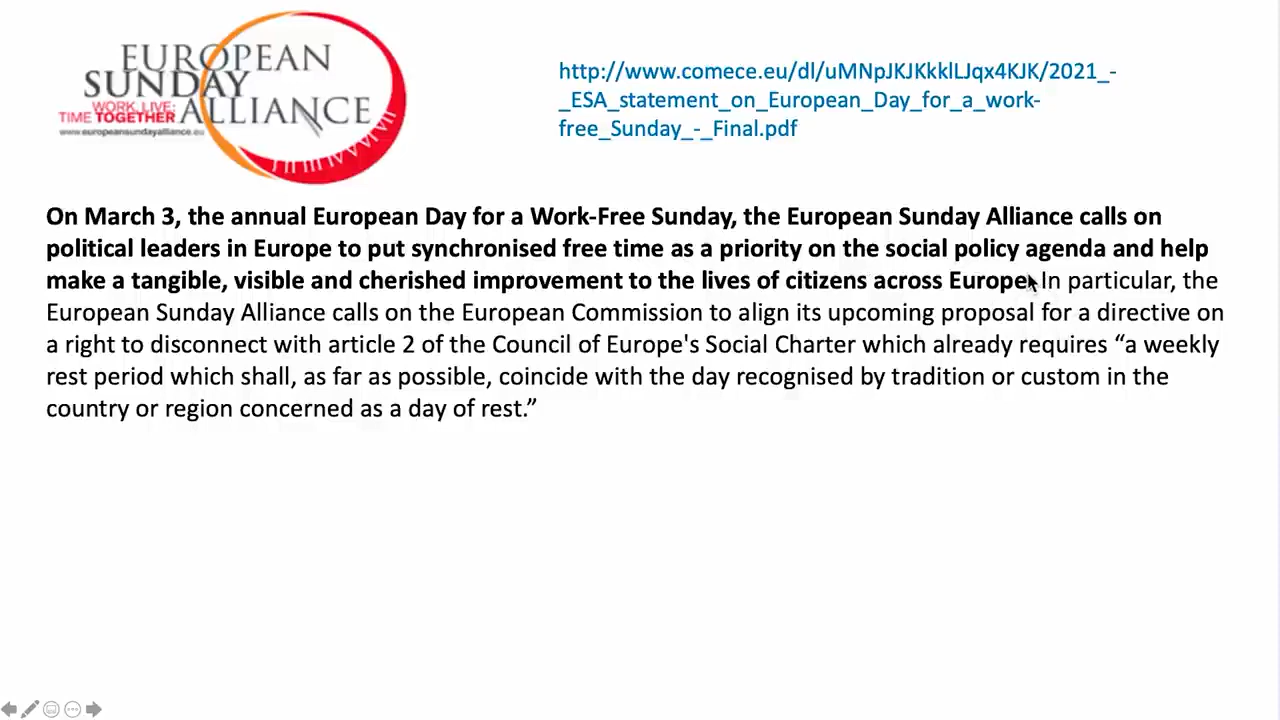 EUROPEAN
SUNDAY
WORK, LIVE:
TIME TOGETHER ALLIANCE
www.europeansundayalliance.eu
http://www.comece.eu/dl/uMNpJKJKkklLJqx4KJK/2021_-
_ESA_statement_on_European_Day_for_a_work-
free_Sunday_-_Final.pdf
On March 3, the annual European Day for a Work-Free Sunday, the European Sunday Alliance calls on
political leaders in Europe to put synchronised free time as a priority on the social policy agenda and help
make a tangible, visible and cherished improvement to the lives of citizens across Europe. In particular, the
European Sunday Alliance calls on the European Commission to align its upcoming proposal for a directive on
a right to disconnect with article 2 of the Council of Europe's Social Charter which already requires “a weekly
rest period which shall, as far as possible, coincide with the day recognised by tradition or custom in the
country or region concerned as a day of rest.”